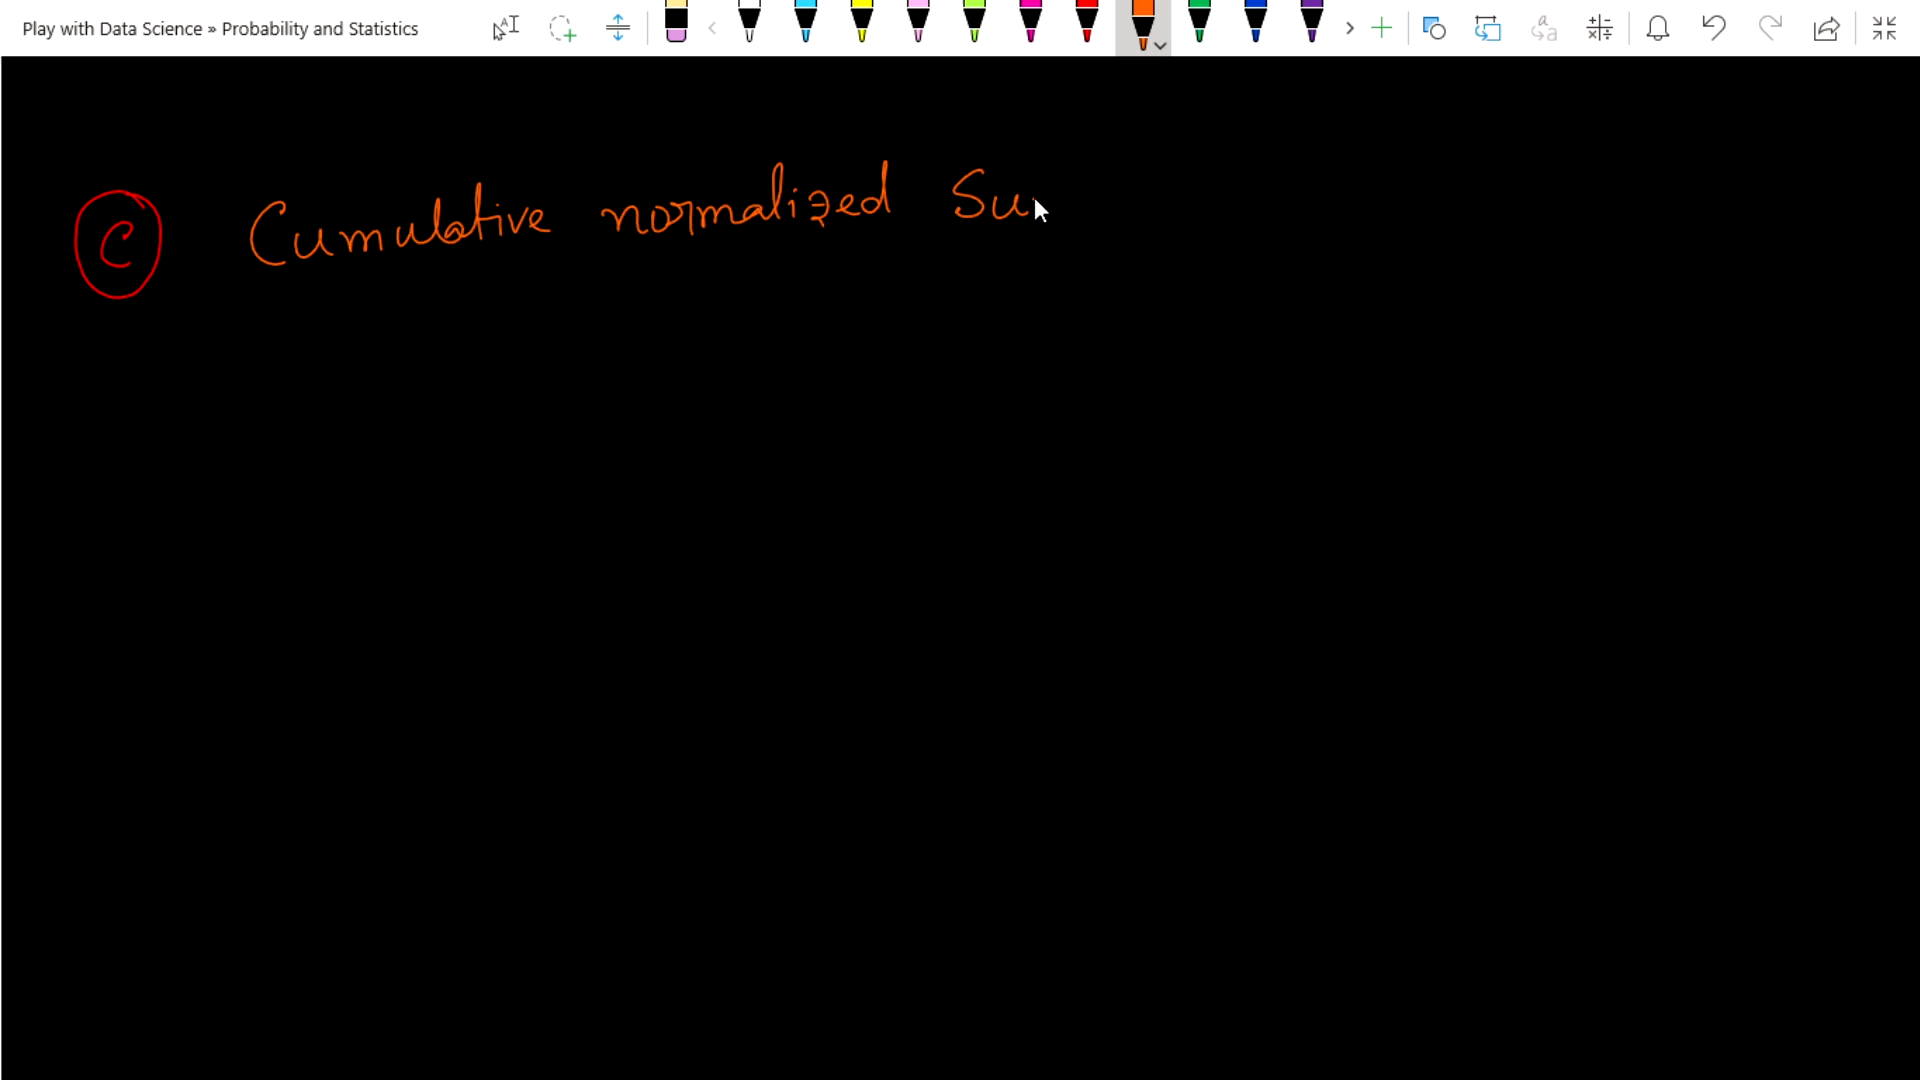 Play with Data Science » Probability and Statistics
C Cumulative normalized Su